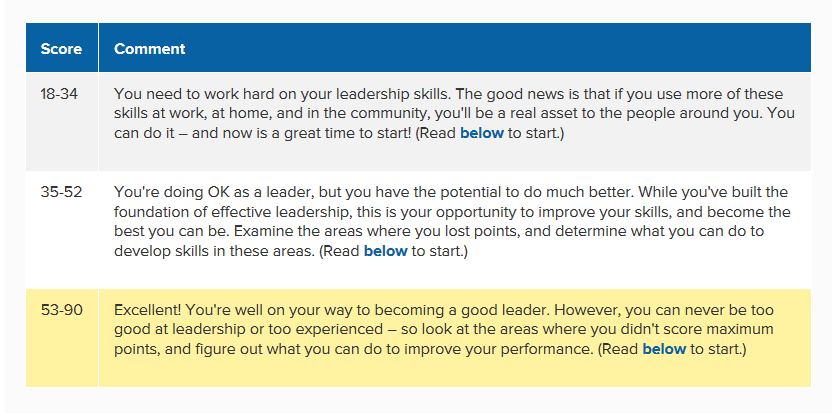 Score Comment
18-34 You need to work hard on your leadership skills. The good news is that if you use more of these
skills at work, at home, and in the community, you'll be a real asset to the people around you. You
can do it – and now is a great time to start! (Read below to start.)
35-52 You're doing OK as a leader, but you have the potential to do much better. While you've built the
foundation of effective leadership, this is your opportunity to improve your skills, and become the
best you can be. Examine the areas where you lost points, and determine what you can do to
develop skills in these areas. (Read below to start.)
53-90 Excellent! You're well on your way to becoming a good leader. However, you can never be too
good at leadership or too experienced – so look at the areas where you didn't score maximum
points, and figure out what you can do to improve your performance. (Read below to start.)